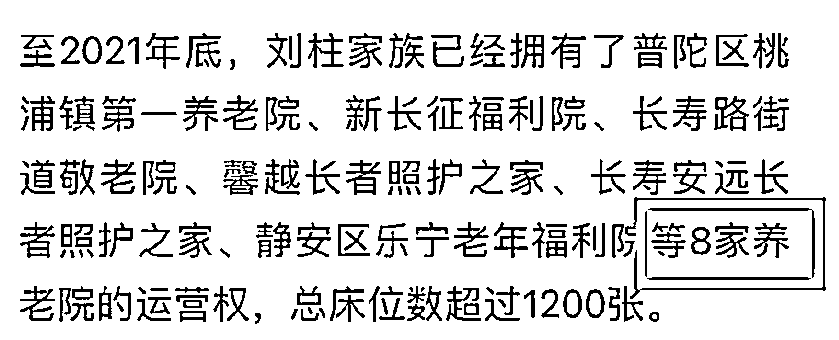 至2021年底，刘柱家族已经拥有了普陀区桃
浦镇第一养老院、新长征福利院、长寿路街
道敬老院、馨越长者照护之家、长寿安远长
者照护之家、静安区乐宁老年福利院等8家养
老院的运营权，总床位数超过1200张。